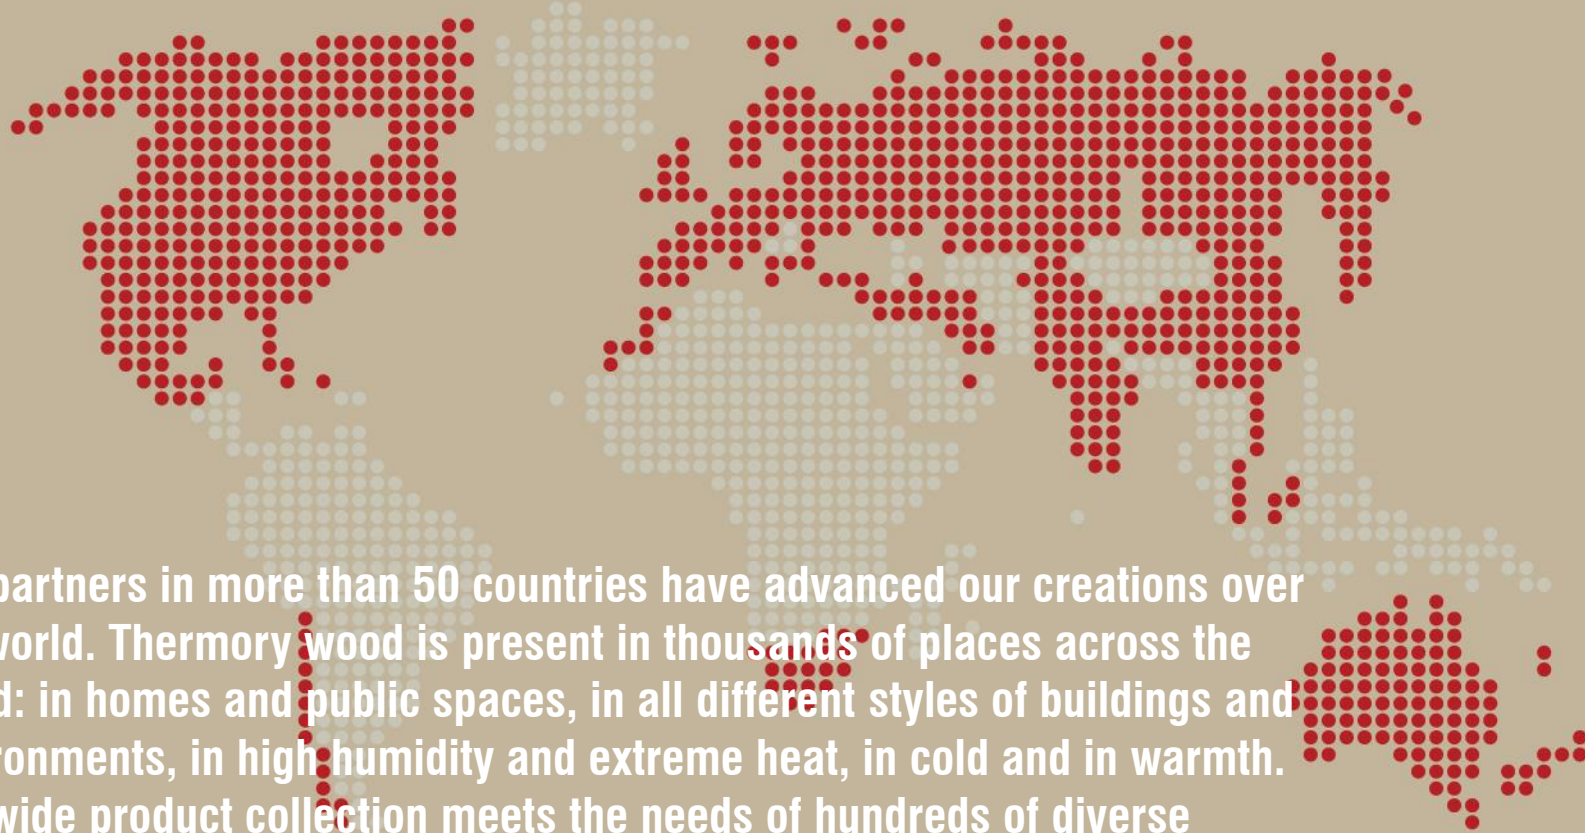 partners in more than 50 countries have advanced our creations over
world. Thermory wood is present in thousands of places across the
d: in homes and public spaces, in all different styles of buildings and
ronments, in high humidity and extreme heat, in cold and in warmth.
wide product collection meets the needs of hundreds of diverse